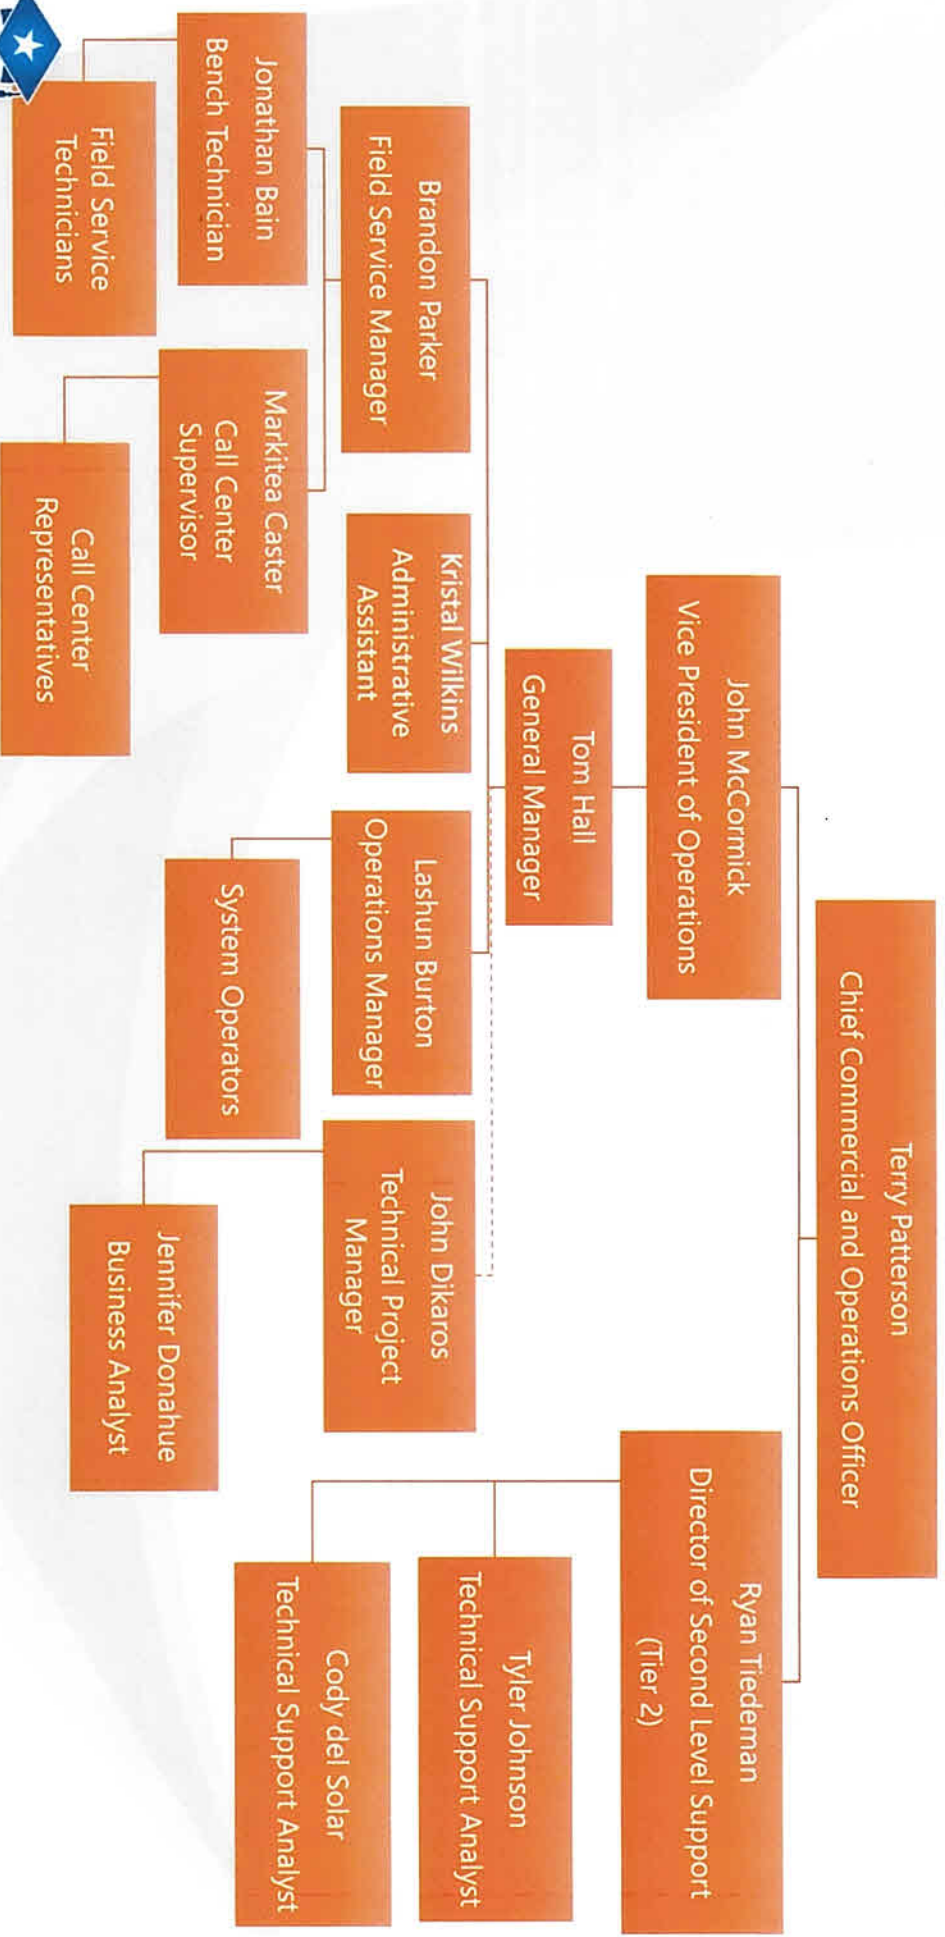 Terry Patterson
Chief Commercial and Operations Officer
John McCormick
Vice President of Operations
Ryan Tiedeman
Director of Second Level Support
(Tier 2)
Tom Hall
General Manager
Tyler Johnson
Technical Support Analyst
Cody del Solar
Technical Support Analyst
Brandon Parker
Field Service Manager
Kristal Wilkins
Administrative
Assistant
Lashun Burton
Operations Manager
John Dikaros
Technical Project
Manager
Jonathan Bain
Bench Technician
Markitea Caster
Call Center
Supervisor
System Operators
Jennifer Donahue
Business Analyst
Field Service
Technicians
Call Center
Representatives